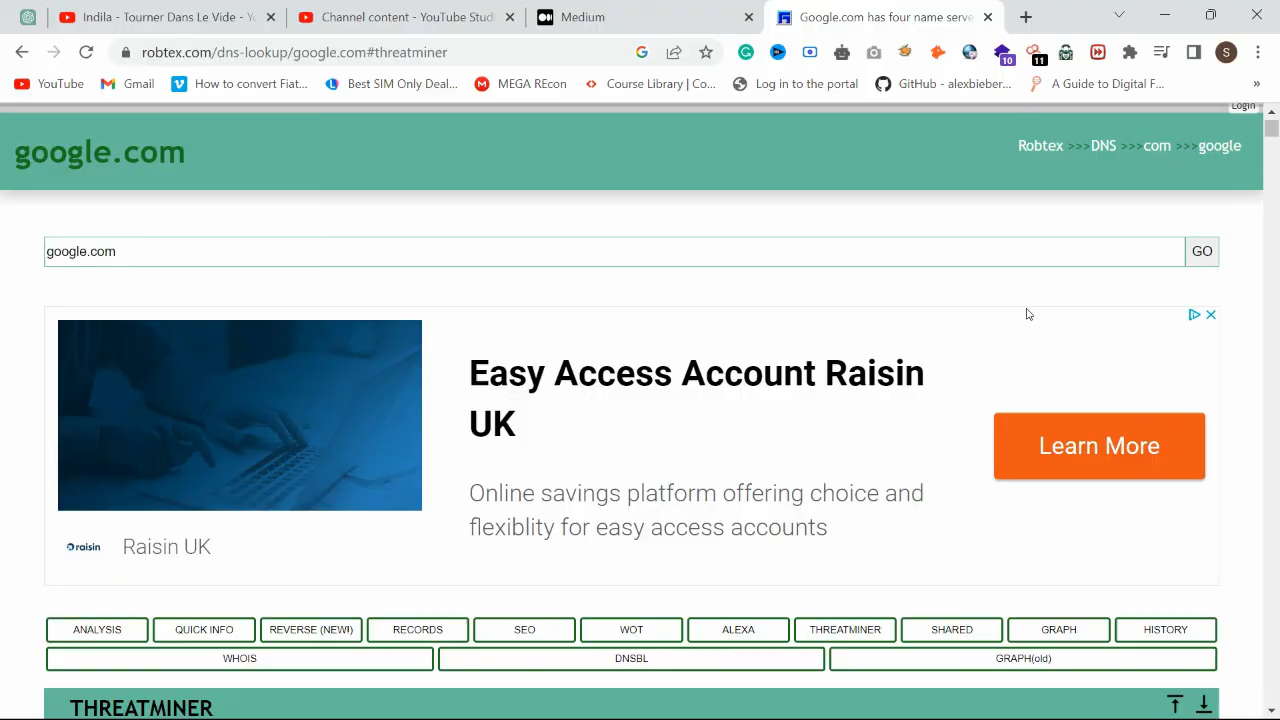 Indila - Tourner Dans Le Vide - Yo
Channel content - YouTube Studi
Medium
Google.com has four name serve
robtex.com/dns-lookup/google.com#threatminer
10
11
S
YouTube
Gmail
How to convert Fiat...
Best SIM Only Deal...
MEGA REcon
Course Library | Co...
Log in to the portal
GitHub - alexbieber...
A Guide to Digital F...
»
Login
google.com
Robtex >>>DNS >>>com >>>google
google.com
GO
Easy Access Account Raisin
UK
Learn More
Online savings platform offering choice and
flexiblity for easy access accounts
raisin
Raisin UK
ANALYSIS
QUICK INFO
REVERSE (NEW!)
RECORDS
SEO
WOT
ALEXA
THREATMINER
SHARED
GRAPH
HISTORY
WHOIS
DNSBL
GRAPH(old)
THREATMINER